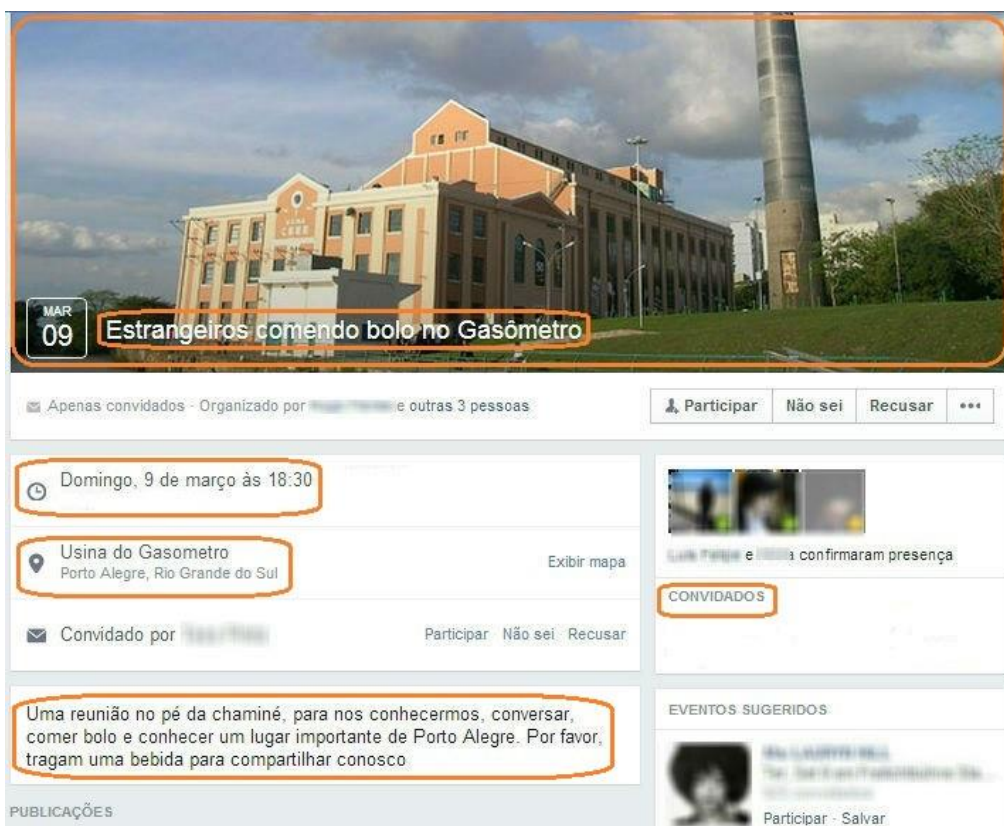 CEEE
MAR
09
Estrangeiros comendo bolo no Gasômetro
Apenas convidados · Organizado por e outras 3 pessoas
Participar Não sei Recusar
Domingo, 9 de março às 18:30
Usina do Gasometro
Porto Alegre, Rio Grande do Sul
Exibir mapa
Convidado por
Participar Não sei Recusar
e confirmaram presença
CONVIDADOS
Uma reunião no pé da chaminé, para nos conhecermos, conversar,
comer bolo e conhecer um lugar importante de Porto Alegre. Por favor,
tragam uma bebida para compartilhar conosco
EVENTOS SUGERIDOS
Participar · Salvar
PUBLICAÇÕES